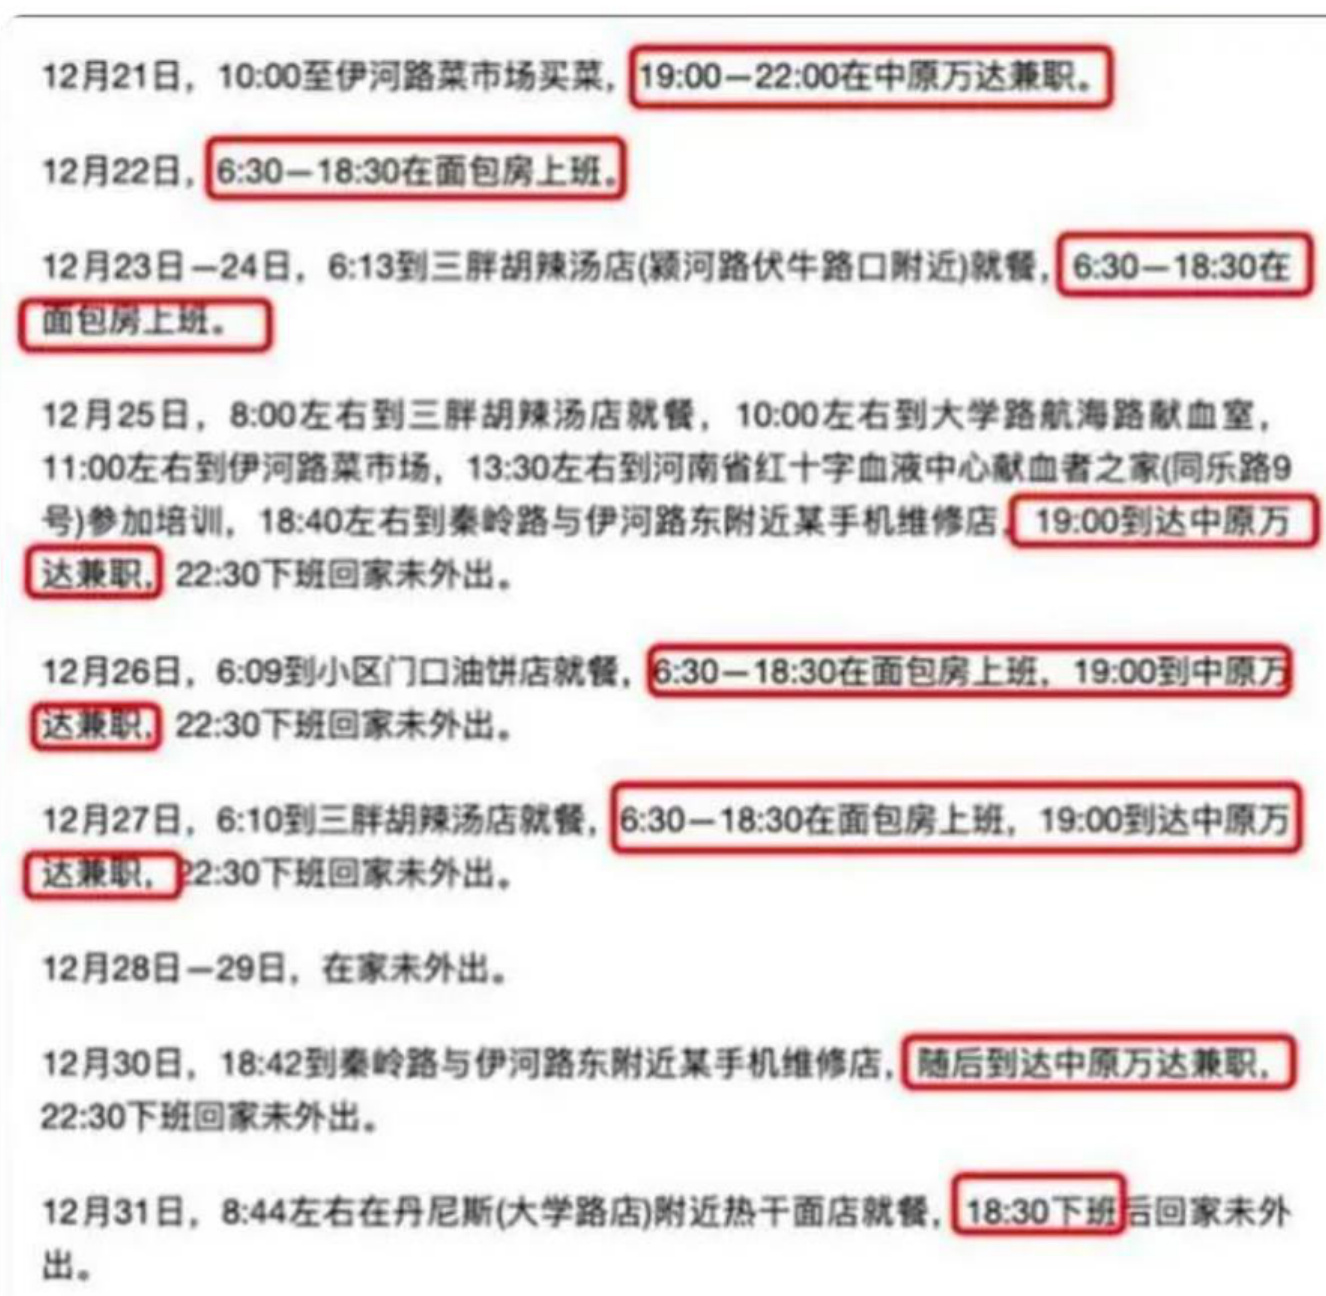 12月21日，10:00至伊河路菜市场买菜，19:00—22:00在中原万达兼职。
12月22日，6:30—18:30在面包房上班。
12月23日—24日，6:13到三胖胡辣汤店(颍河路伏牛路口附近)就餐，6:30—18:30在
面包房上班。
12月25日，8:00左右到三胖胡辣汤店就餐，10:00左右到大学路航海路献血室，
11:00左右到伊河路菜市场，13:30左右到河南省红十字血液中心献血者之家(同乐路9
号)参加培训，18:40左右到秦岭路与伊河路东附近某手机维修店，19:00到达中原万
达兼职，22:30下班回家未外出。
12月26日，6:09到小区门口油饼店就餐，6:30—18:30在面包房上班，19:00到中原万
达兼职，22:30下班回家未外出。
12月27日，6:10到三胖胡辣汤店就餐，6:30—18:30在面包房上班，19:00到达中原万
达兼职，22:30下班回家未外出。
12月28日—29日，在家未外出。
12月30日，18:42到秦岭路与伊河路东附近某手机维修店，随后到达中原万达兼职，
22:30下班回家未外出。
12月31日，8:44左右在丹尼斯(大学路店)附近热干面店就餐，18:30下班后回家未外
出。